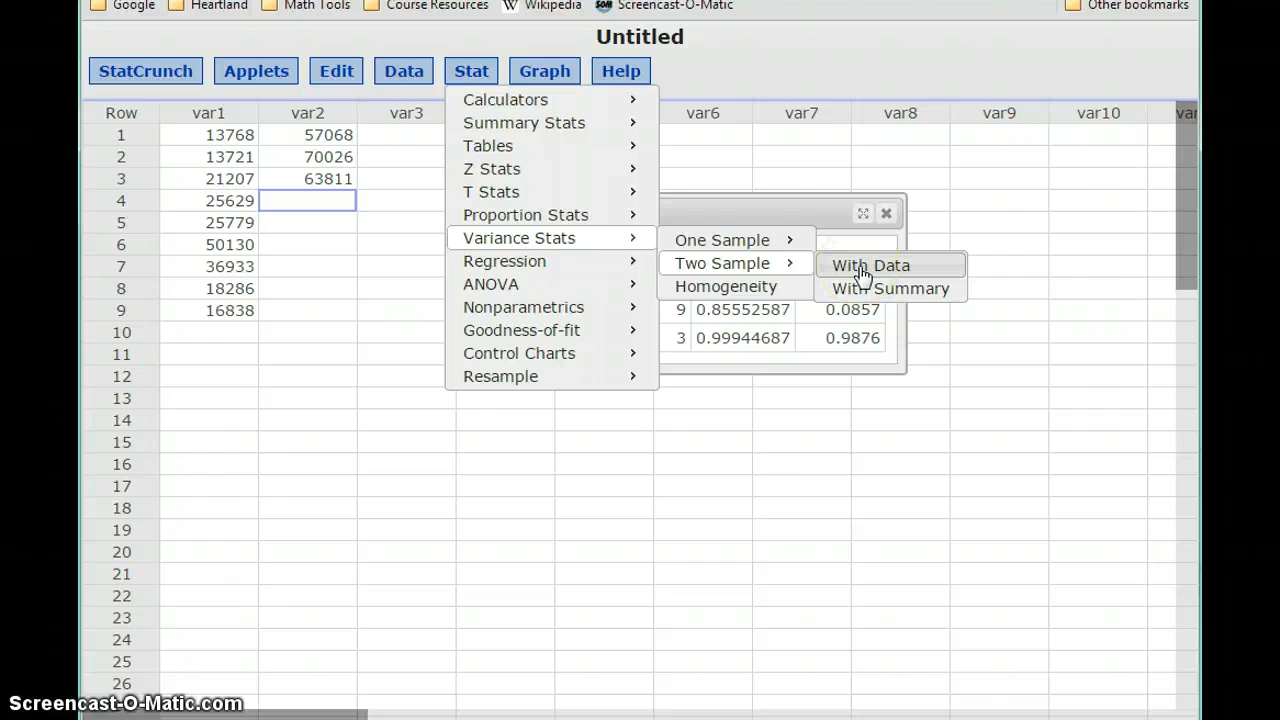 Google Heartland Math Tools Course Resources W Wikipedia SOM Screencast-O-Matic Other bookmarks
Untitled
StatCrunch Applets Edit Data Stat Graph Help
Row var1 var2 var3 var6 var7 var8 var9 var10
1 13768 57068
2 13721 70026
3 21207 63811
4 25629
5 25779
6 50130
7 36933
8 18286
9 16838
10
11
12
13
14
15
16
17
18
19
20
21
22
23
24
25
26
Calculators
Summary Stats
Tables
Z Stats
T Stats
Proportion Stats
Variance Stats
Regression
ANOVA
Nonparametrics
Goodness-of-fit
Control Charts
Resample
One Sample
Two Sample
Homogeneity
With Data
With Summary
9 0.85552587 0.0857
3 0.99944687 0.9876
Screencast-O-Matic.com